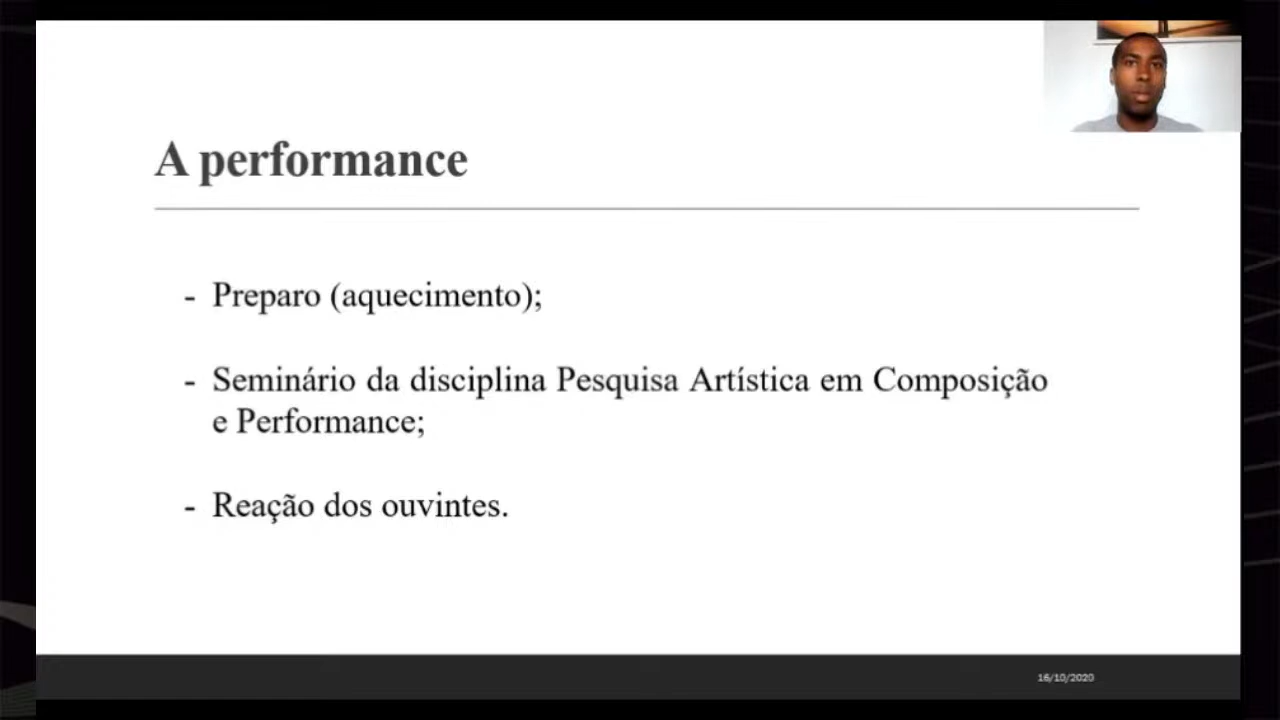 A performance
- Preparo (aquecimento);
- Seminário da disciplina Pesquisa Artística em Composição
e Performance;
- Reação dos ouvintes.
16/10/2020